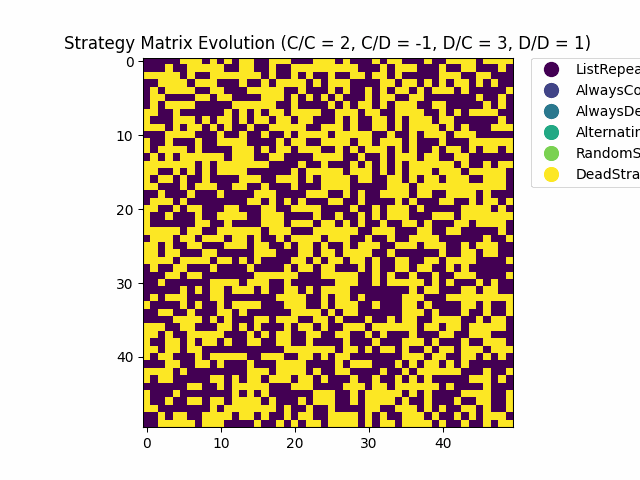 Strategy Matrix Evolution (C/C = 2, C/D = -1, D/C = 3, D/D = 1)
0
10
20
30
40
0 10 20 30 40
ListRepea
AlwaysCo
AlwaysDe
Alternatin
RandomS
DeadStra